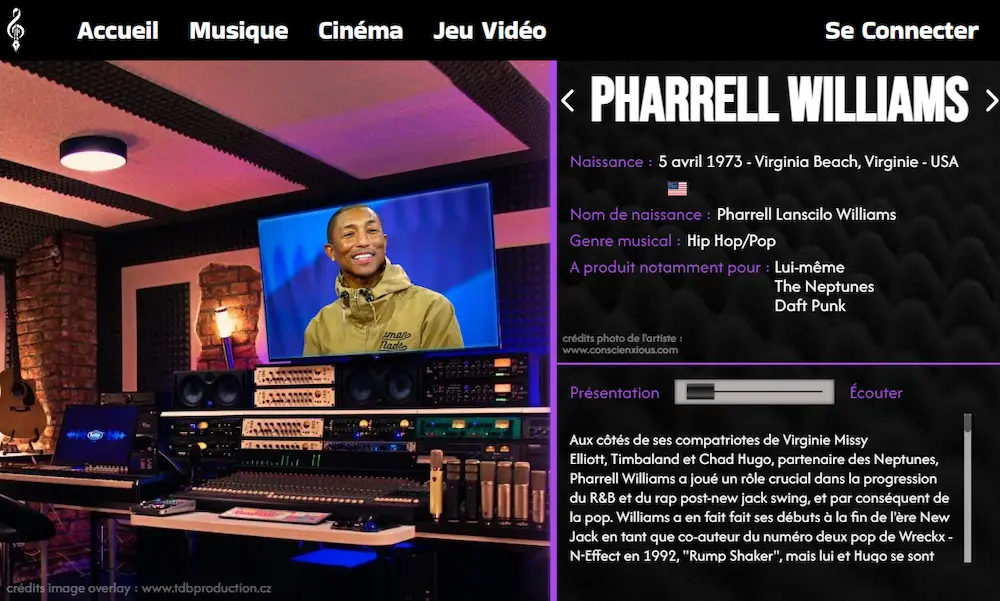 Accueil Musique Cinéma Jeu Vidéo Se Connecter
PHARRELL WILLIAMS
Naissance : 5 avril 1973 - Virginia Beach, Virginie - USA
Nom de naissance : Pharrell Lanscilo Williams
Genre musical : Hip Hop/Pop
A produit notamment pour : Lui-même
The Neptunes
Daft Punk
crédits photo de l'artiste :
www.conscienxious.com
Présentation Écouter
Aux côtés de ses compatriotes de Virginie Missy
Elliott, Timbaland et Chad Hugo, partenaire des Neptunes,
Pharrell Williams a joué un rôle crucial dans la progression
du R&B et du rap post-new jack swing, et par conséquent de
la pop. Williams a en fait fait ses débuts à la fin de l'ère New
Jack en tant que co-auteur du numéro deux pop de Wreckx -
N-Effect en 1992, "Rump Shaker", mais lui et Hugo se sont
crédits image overlay : www.tdbproduction.cz